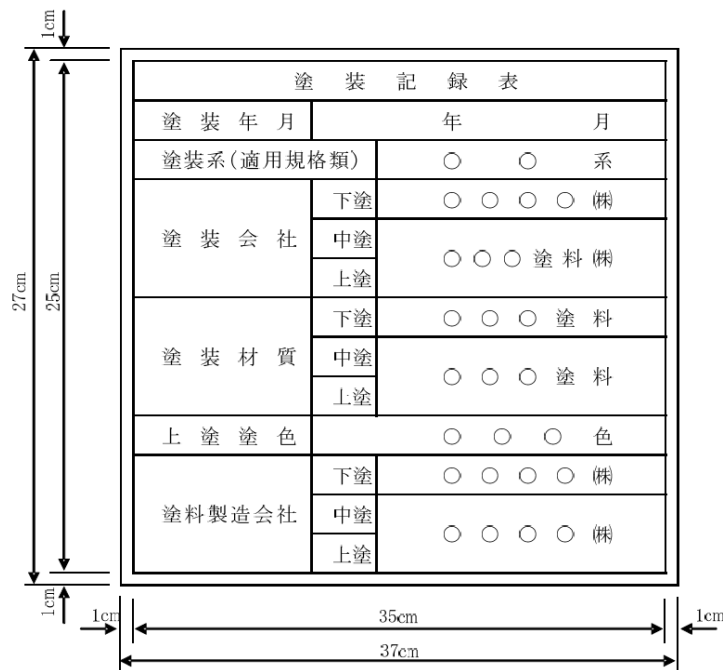 1cm
27cm
25cm
塗装記録表
塗装年月 年 月
塗装系(適用規格類) ○ ○ 系
塗装会社
下塗 ○○○○㈱
中塗
上塗
○○○塗料㈱
塗装材質
下塗 ○○○塗料
中塗
上塗
○○○塗料
上塗塗色 ○○○色
塗料製造会社
下塗 ○○○○㈱
中塗
上塗
○○○○㈱
1cm
1cm
35cm
1cm
37cm